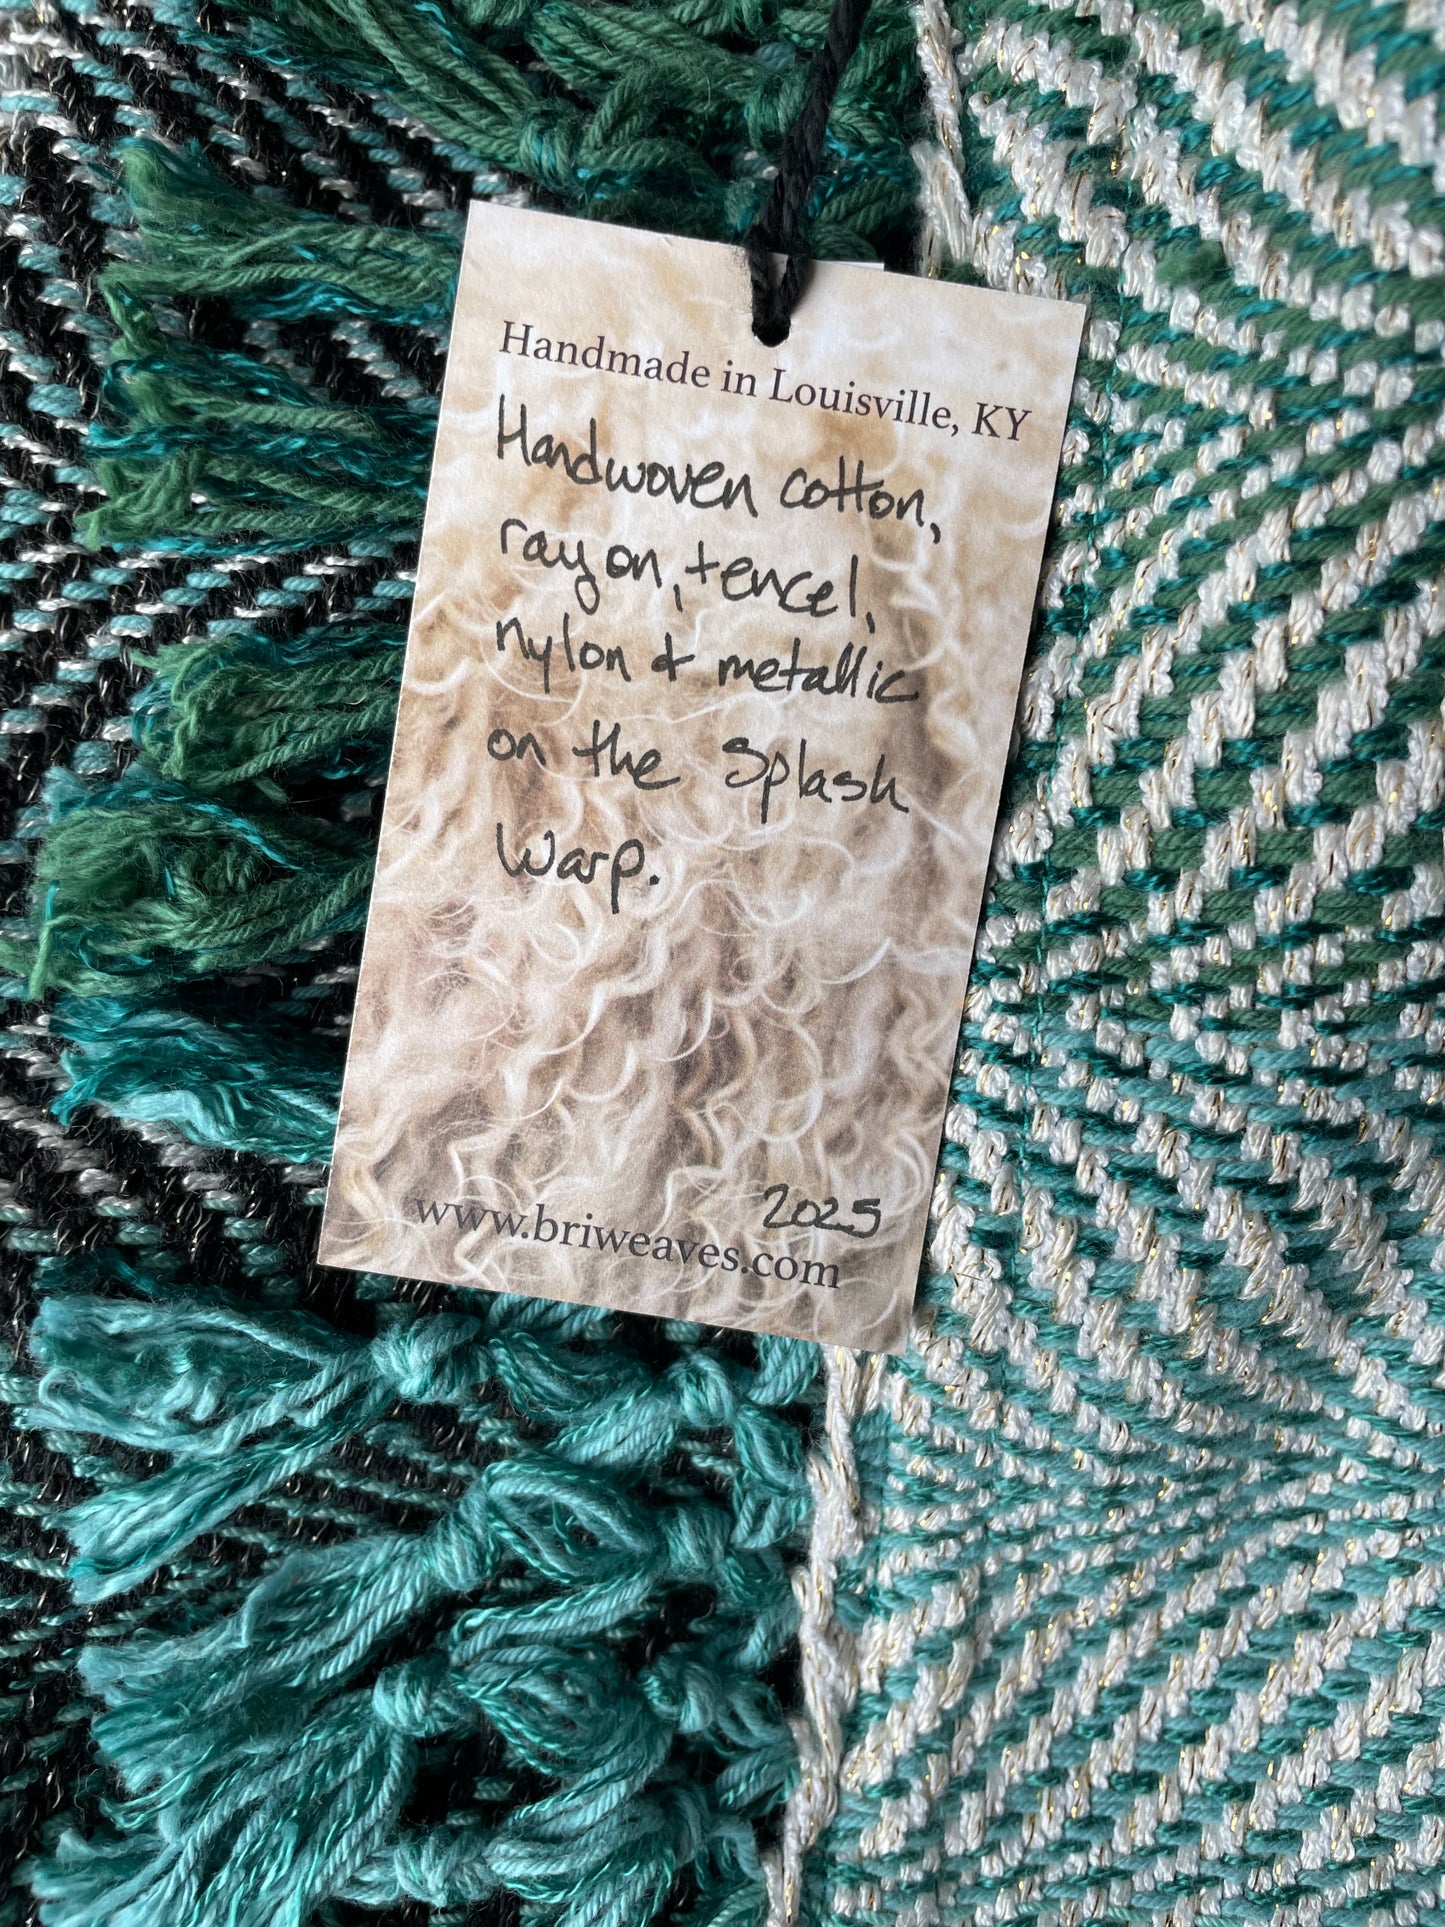 Handmade in Louisville, KY
Handwoven cotton,
rayon, tencel,
nylon & metallic
on the Splash
Warp.
2025
www.briweaves.com